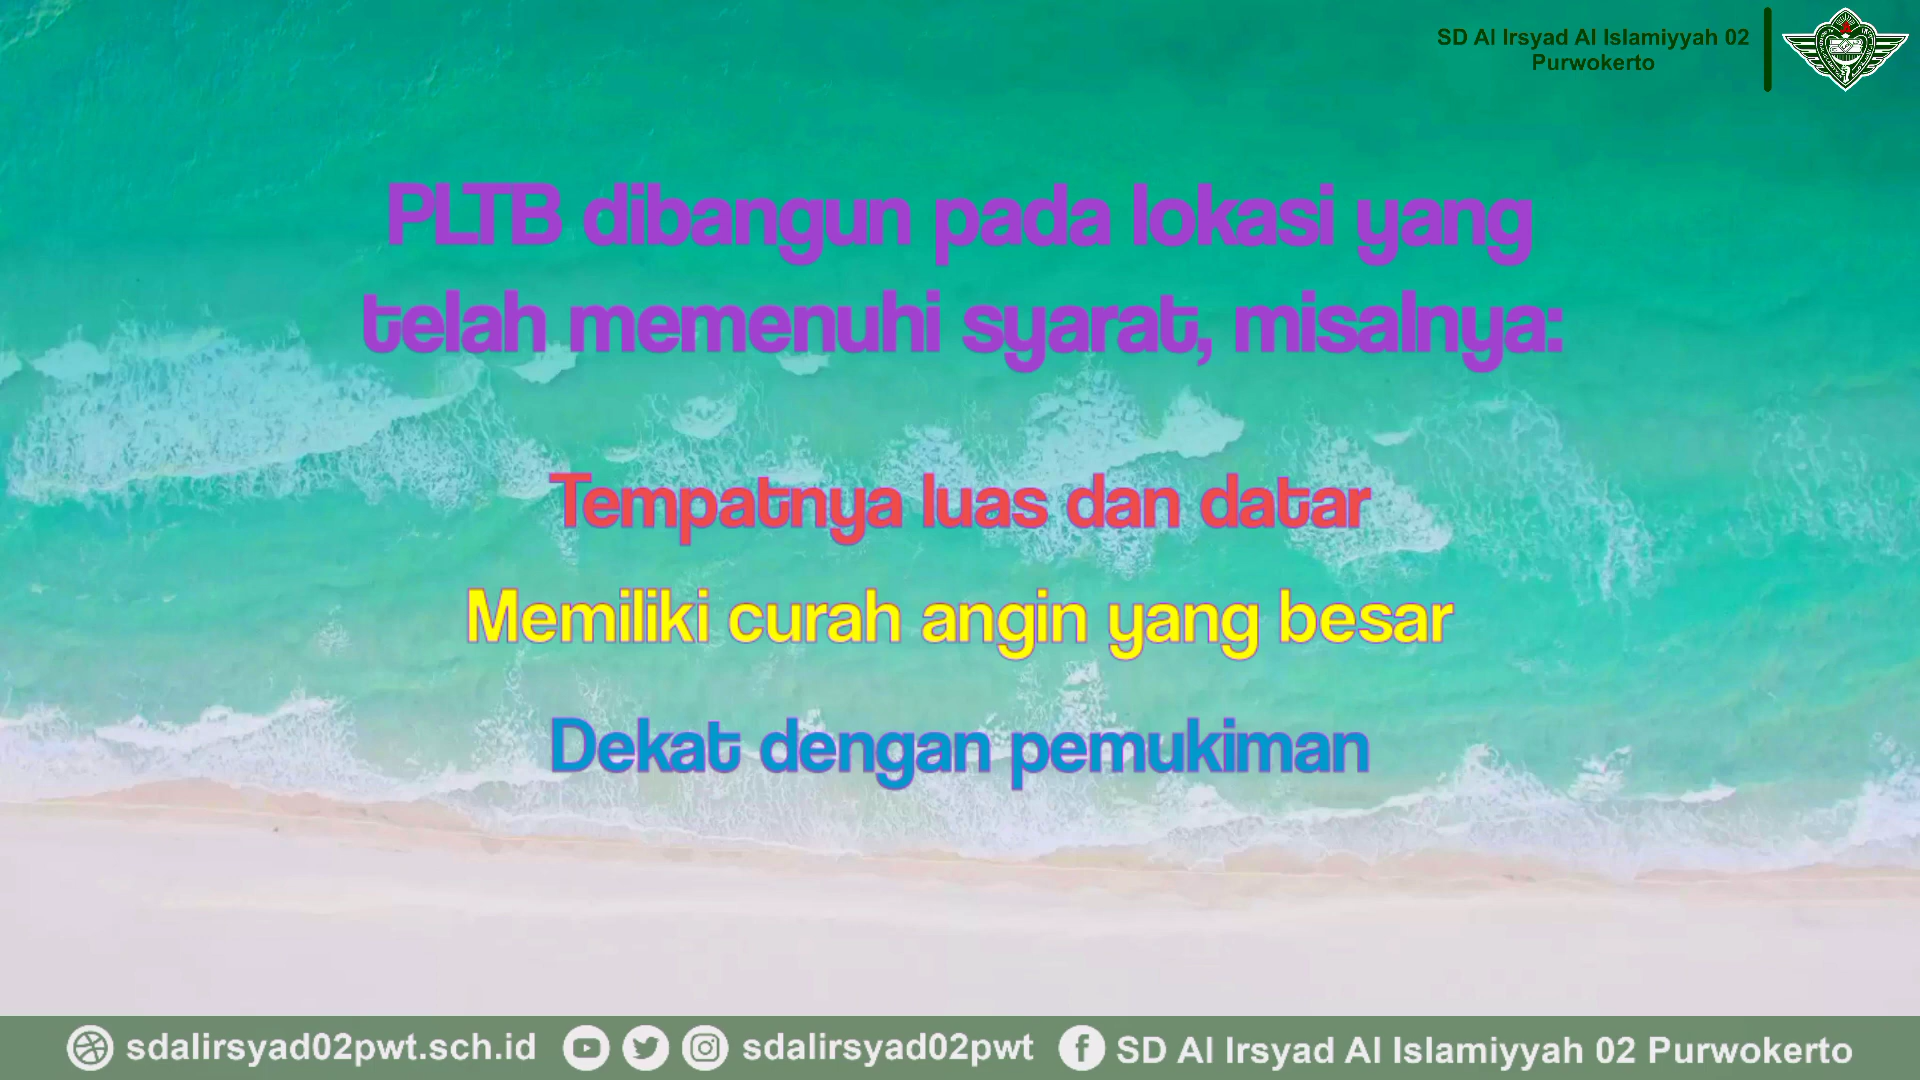 SD Al Irsyad Al Islamiyyah 02
Purwokerto
PLTB dibangun pada lokasi yang
telah memenuhi syarat, misalnya:
Tempatnya luas dan datar
Memiliki curah angin yang besar
Dekat dengan pemukiman
sdalirsyad02pwt.sch.id sdalirsyad02pwt SD Al Irsyad Al Islamiyyah 02 Purwokerto